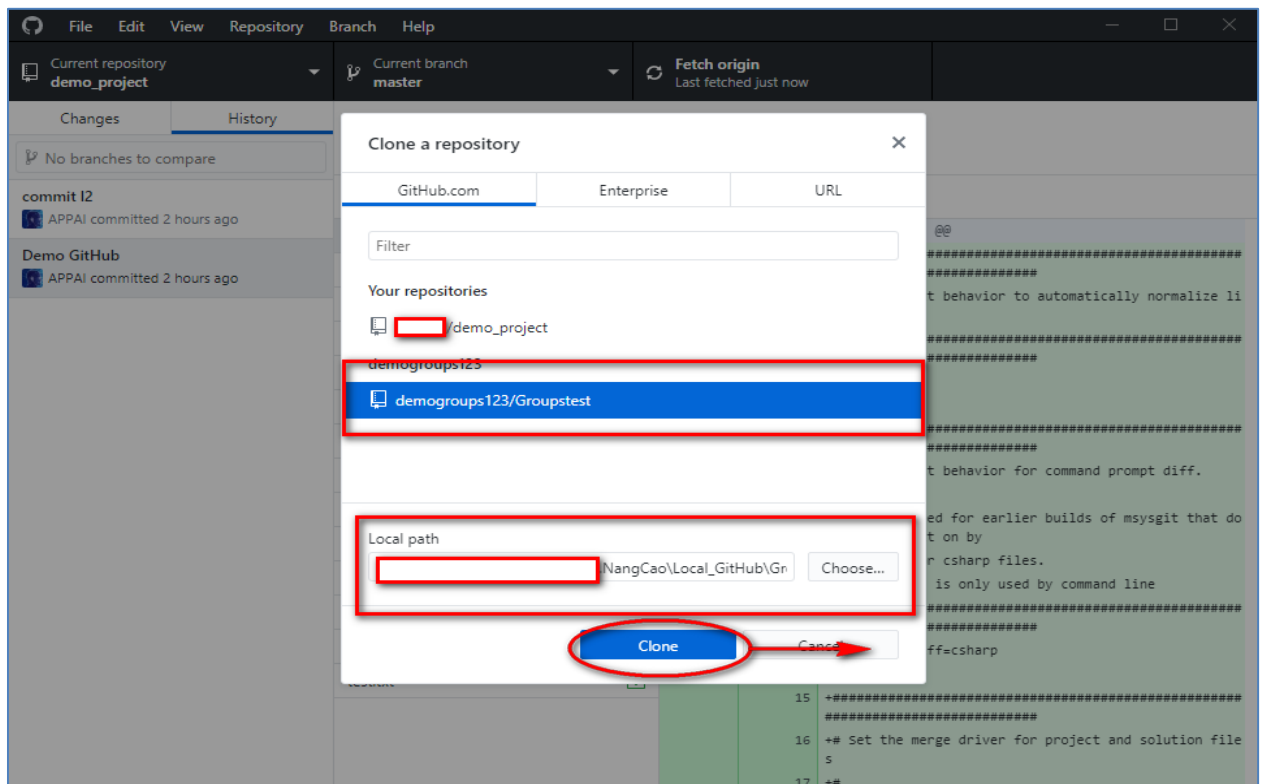 File Edit View Repository Branch Help
Current repository
demo_project
Current branch
master
Fetch origin
Last fetched just now
Changes History
No branches to compare
commit l2
APPAI committed 2 hours ago
Demo GitHub
APPAI committed 2 hours ago
Clone a repository
GitHub.com Enterprise URL
Filter
Your repositories
/demo_project
demogroups123
demogroups123/Groupstest
Local path
\NangCao\Local_GitHub\Gr
Choose...
Clone
Cancel
@@
#######################################
##############
t behavior to automatically normalize li
#######################################
##############
#######################################
##############
t behavior for command prompt diff.
ed for earlier builds of msysgit that do
t on by
r csharp files.
is only used by command line
#######################################
##############
ff=csharp
15 +###################################################
###########################
16 +# Set the merge driver for project and solution file
s
17 +#